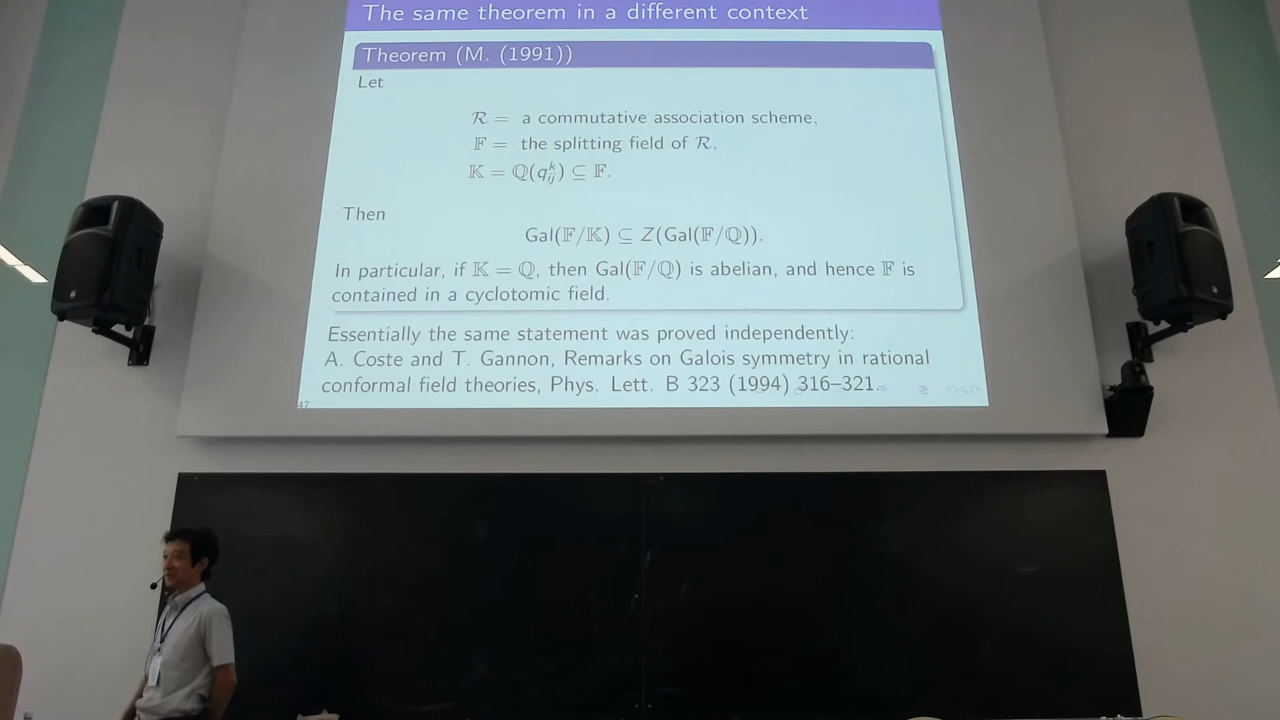 The same theorem in a different context
Theorem (M. (1991))
Let
ℛ = a commutative association scheme,
𝔽 = the splitting field of ℛ,
𝕂 = ℚ(q_{ij}^k) ⊆ 𝔽.
Then
Gal(𝔽/𝕂) ⊆ Z(Gal(𝔽/ℚ)).
In particular, if 𝕂 = ℚ, then Gal(𝔽/ℚ) is abelian, and hence 𝔽 is
contained in a cyclotomic field.
Essentially the same statement was proved independently:
A. Coste and T. Gannon, Remarks on Galois symmetry in rational
conformal field theories, Phys. Lett. B 323 (1994) 316–321.
47